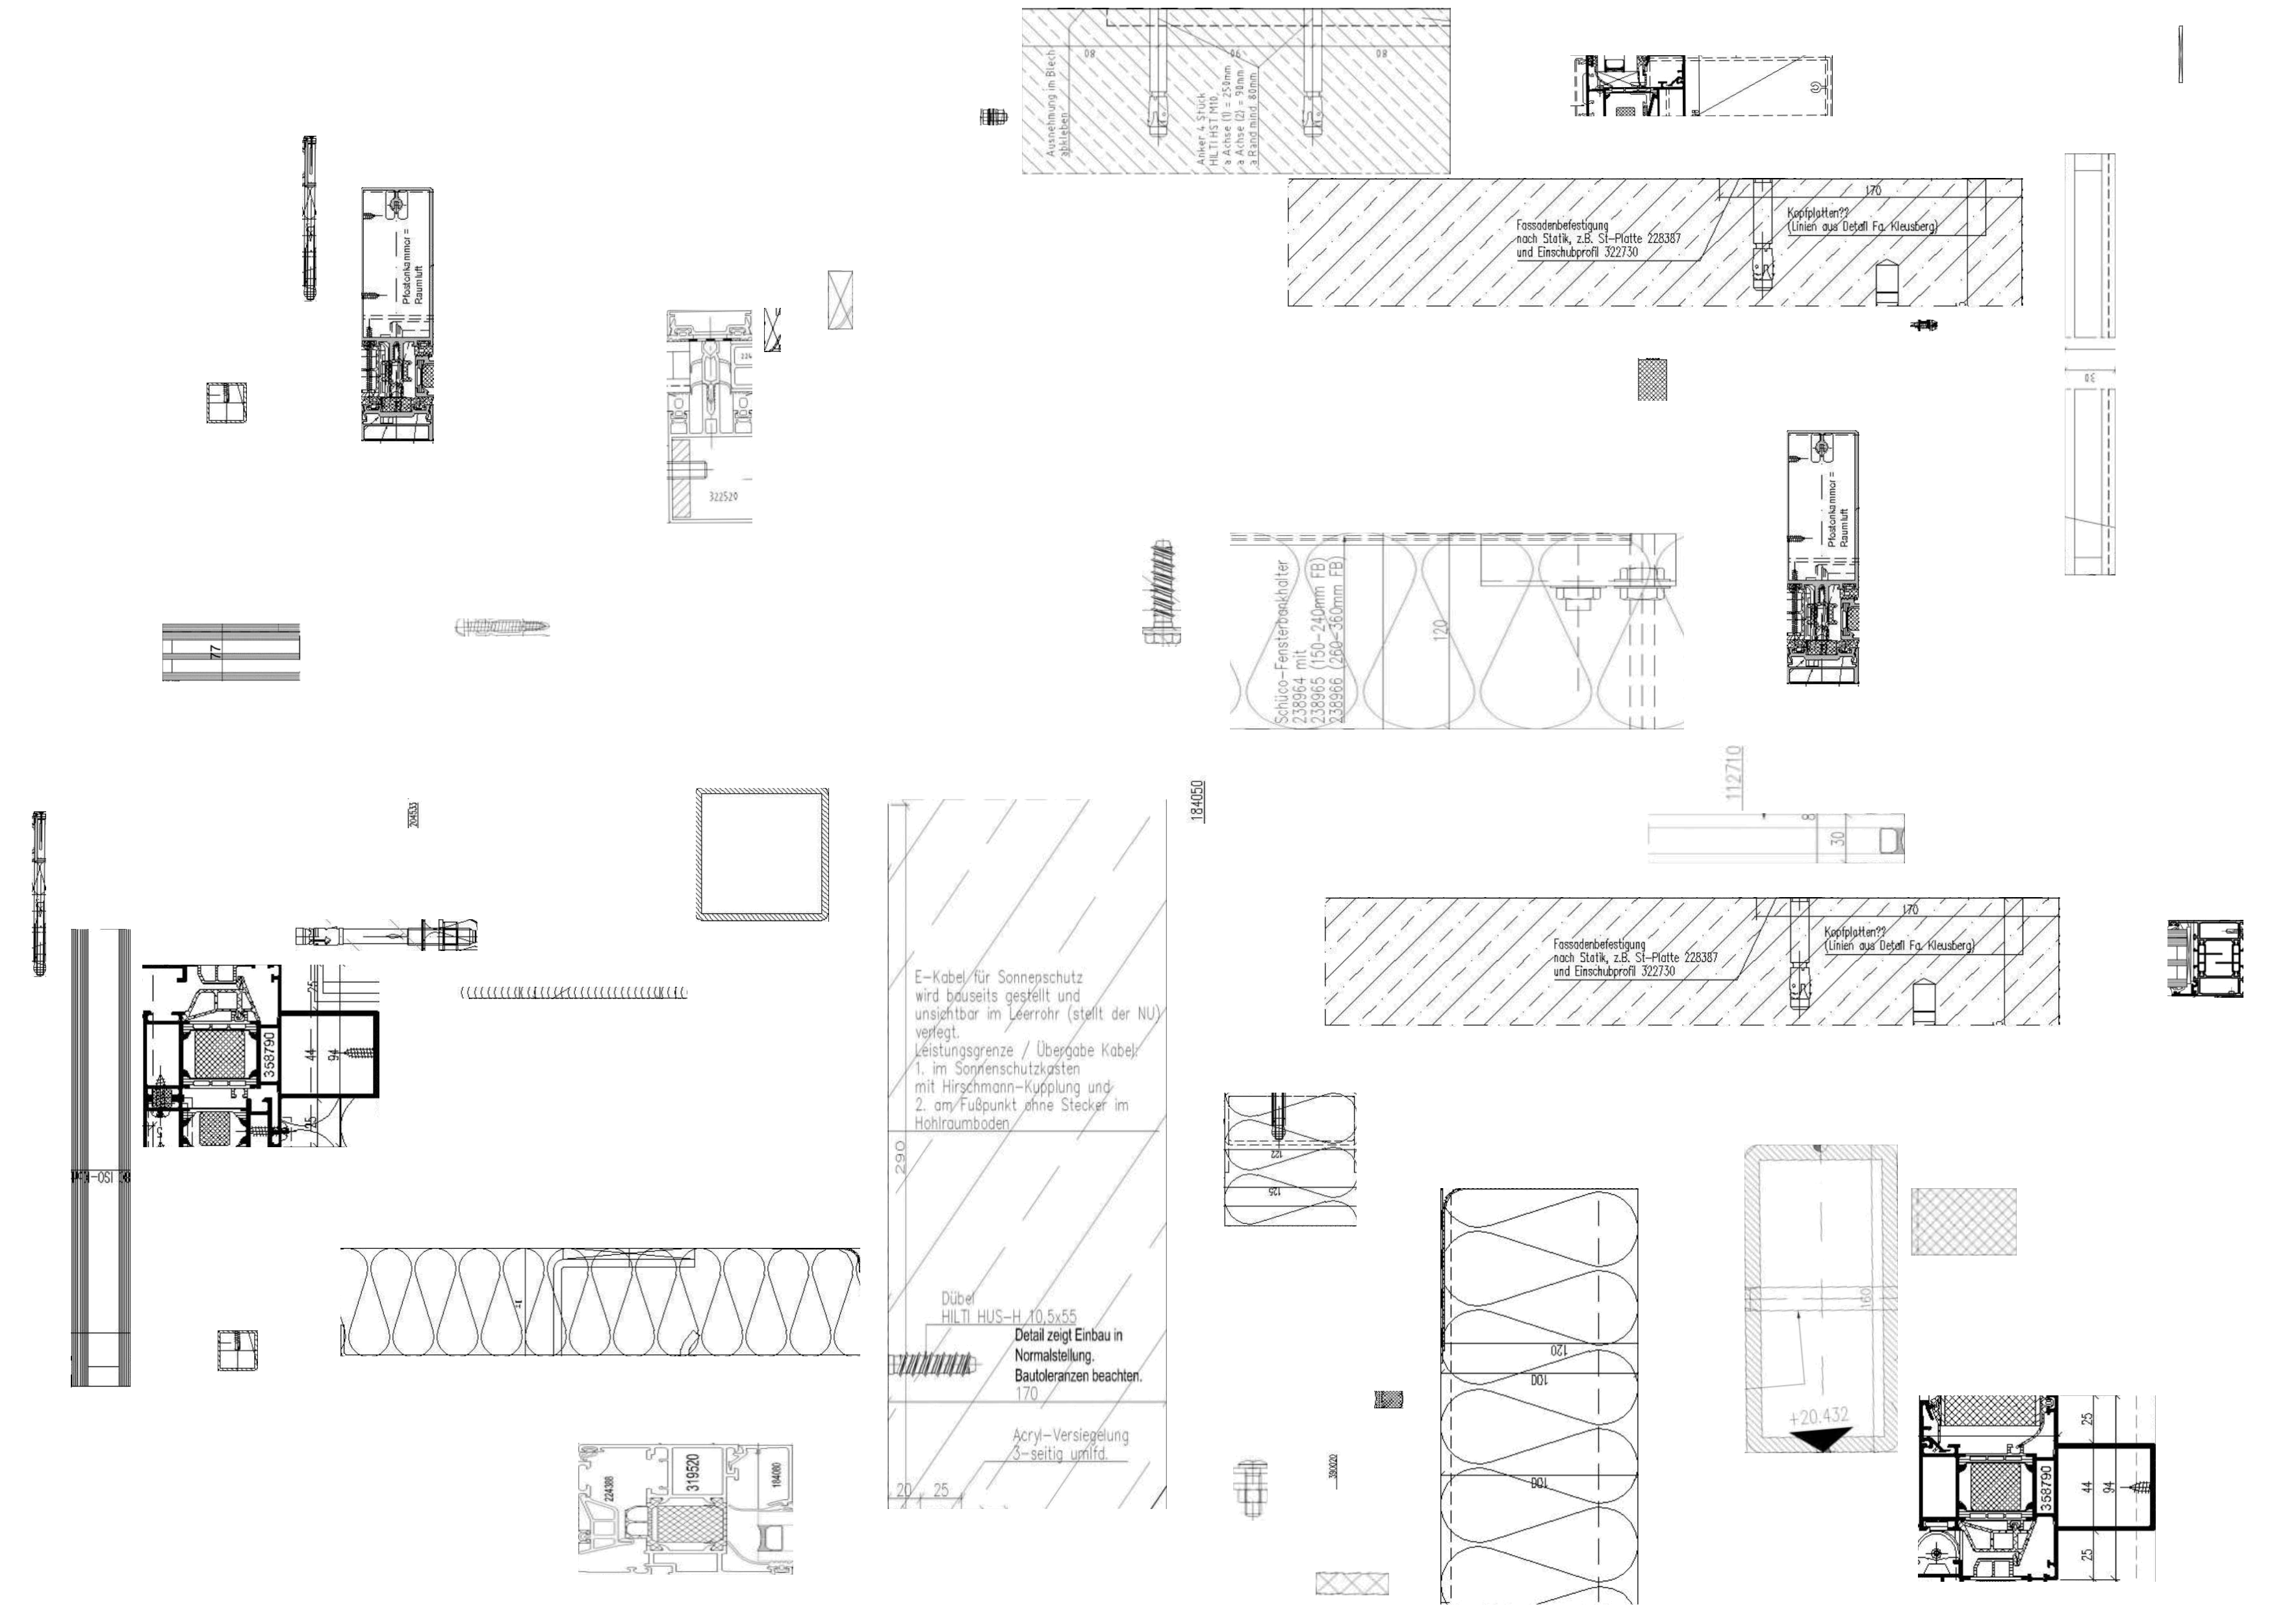 80
90
80
Ausnehmung im Blech
abkleben
Anker 4 Stück
HILTI HST M10,
a Achse (1) = 250mm
a Achse (2) = 90mm
a Rand mind. 80mm
170
Kopfplatten??
(Linien aus Detail Fa. Kleusberg)
Fassadenbefestigung
nach Statik, z.B. St-Platte 228387
und Einschubprofil 322730
Pfostenkammer =
Raumluft
224
322520
30
Pfostenkammer =
Raumluft
77
Schüco-Fensterbankhalter
238964 mit
238965 (150-240mm FB)
238966 (260-360mm FB)
120
112710
184050
204533
8
30
170
Kopfplatten??
(Linien aus Detail Fa. Kleusberg)
Fassadenbefestigung
nach Statik, z.B. St-Platte 228387
und Einschubprofil 322730
E-Kabel für Sonnenschutz
wird bauseits gestellt und
unsichtbar im Leerrohr (stellt der NU)
verlegt.
Leistungsgrenze / Übergabe Kabel:
1. im Sonnenschutzkasten
mit Hirschmann-Kupplung und
2. am Fußpunkt ohne Stecker im
Hohlraumboden
290
25
358790
44
94
35
ISO-
122
125
Dübel
HILTI HUS-H 10,5x55
Detail zeigt Einbau in
Normalstellung.
Bautoleranzen beachten.
170
Acryl-Versiegelung
3-seitig umlfd.
20
25
120
100
100
160
+20.432
224308
319520
184080
390020
25
358790
44
94
25